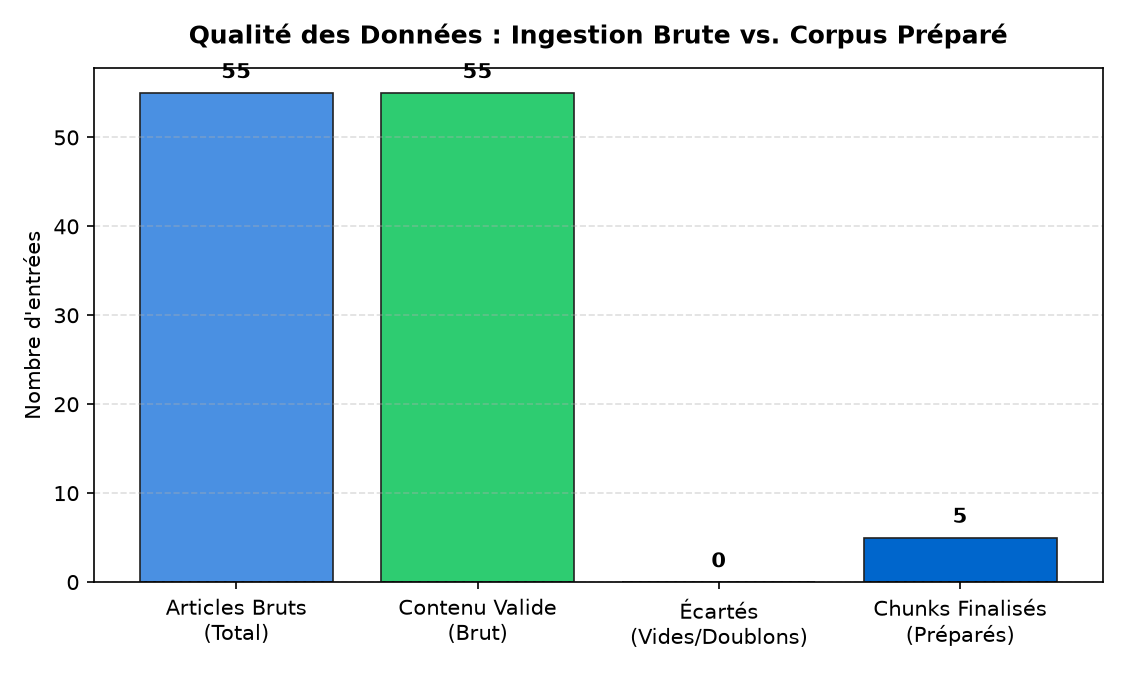 Qualité des Données : Ingestion Brute vs. Corpus Préparé
55
55
0
5
Nombre d'entrées
50
40
30
20
10
0
Articles Bruts
(Total)
Contenu Valide
(Brut)
Écartés
(Vides/Doublons)
Chunks Finalisés
(Préparés)